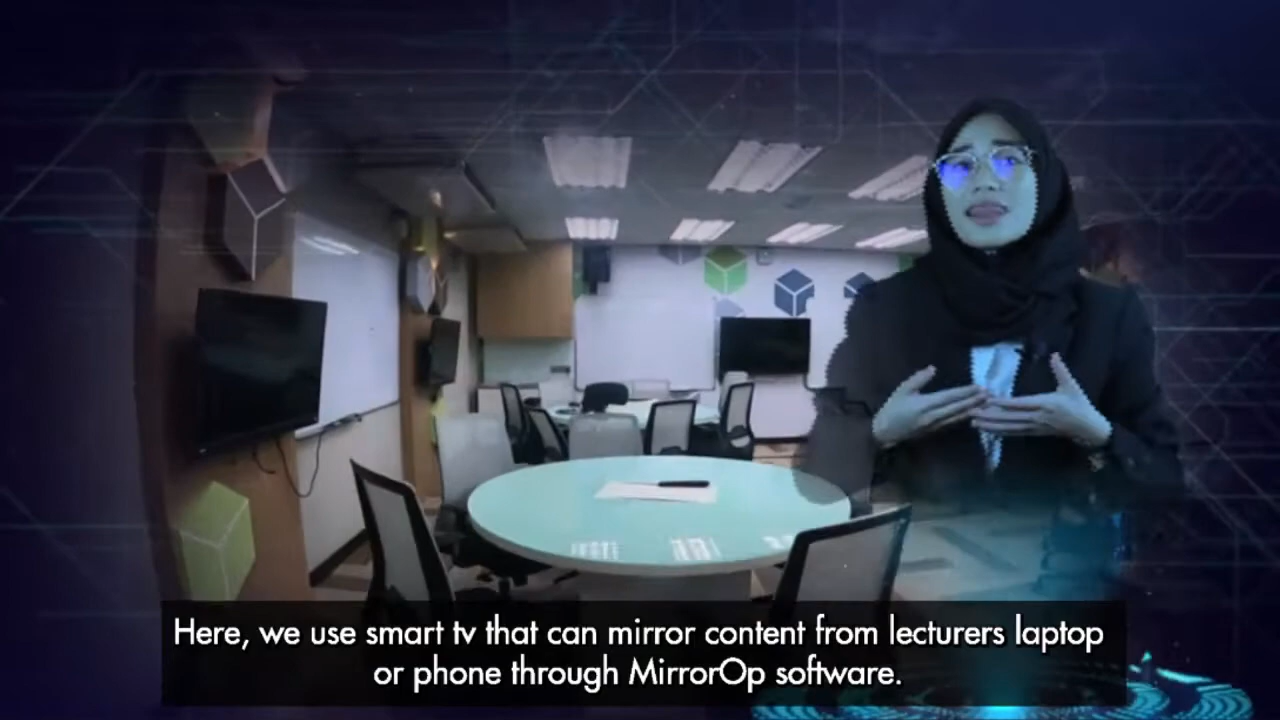 Here, we use smart tv that can mirror content from lecturers laptop
or phone through MirrorOp software.